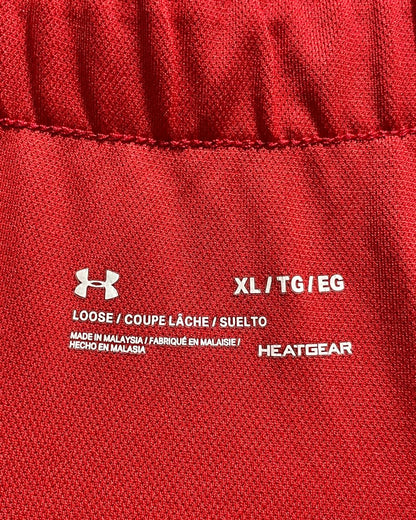 XL / TG / EG
LOOSE / COUPE LÂCHE / SUELTO
MADE IN MALAYSIA / FABRIQUÉ EN MALAISIE /
HECHO EN MALASIA
HEATGEAR